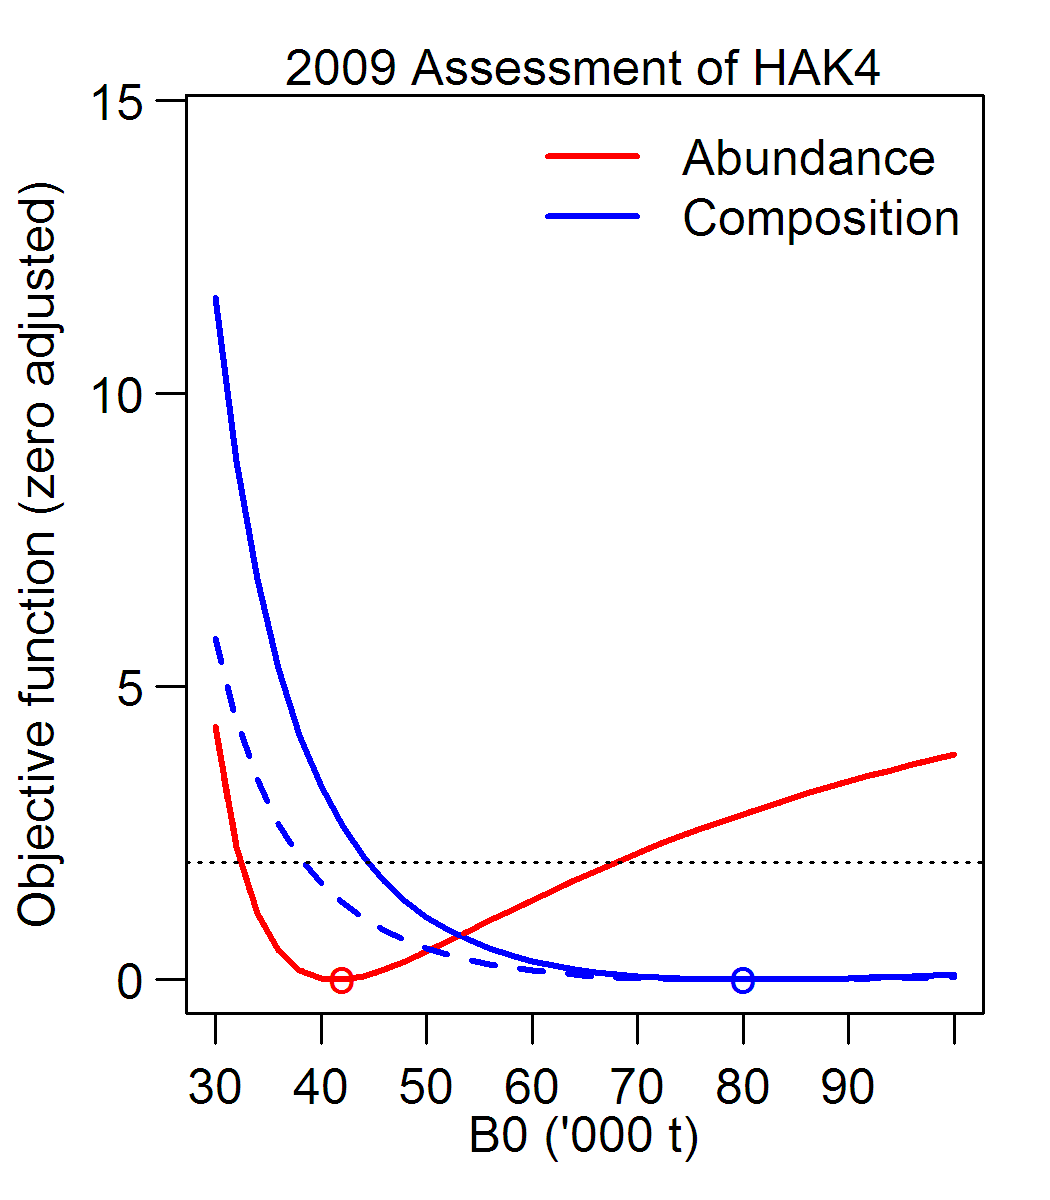 2009 Assessment of HAK4
Abundance
Composition
Objective function (zero adjusted)
15
10
5
0
30 40 50 60 70 80 90
B0 ('000 t)